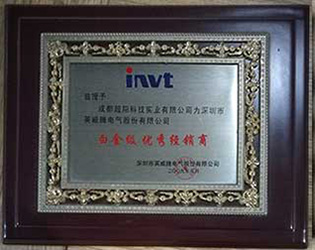 invt
兹授予
成都超际科技实业有限公司为深圳市
英威腾电气股份有限公司
白金级·优秀经销商
深圳市英威腾电气股份有限公司